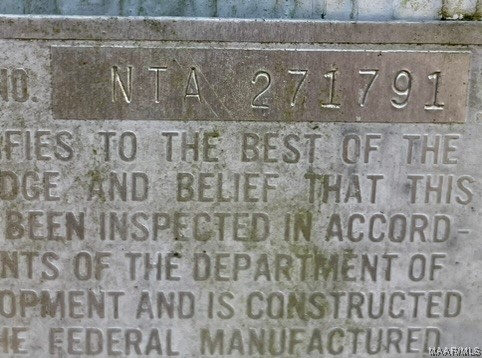 NO. NTA 271791
FIES TO THE BEST OF THE
DGE AND BELIEF THAT THIS
BEEN INSPECTED IN ACCORD-
NTS OF THE DEPARTMENT OF
OPMENT AND IS CONSTRUCTED
HE FEDERAL MANUFACTURED
MAAR/MLS